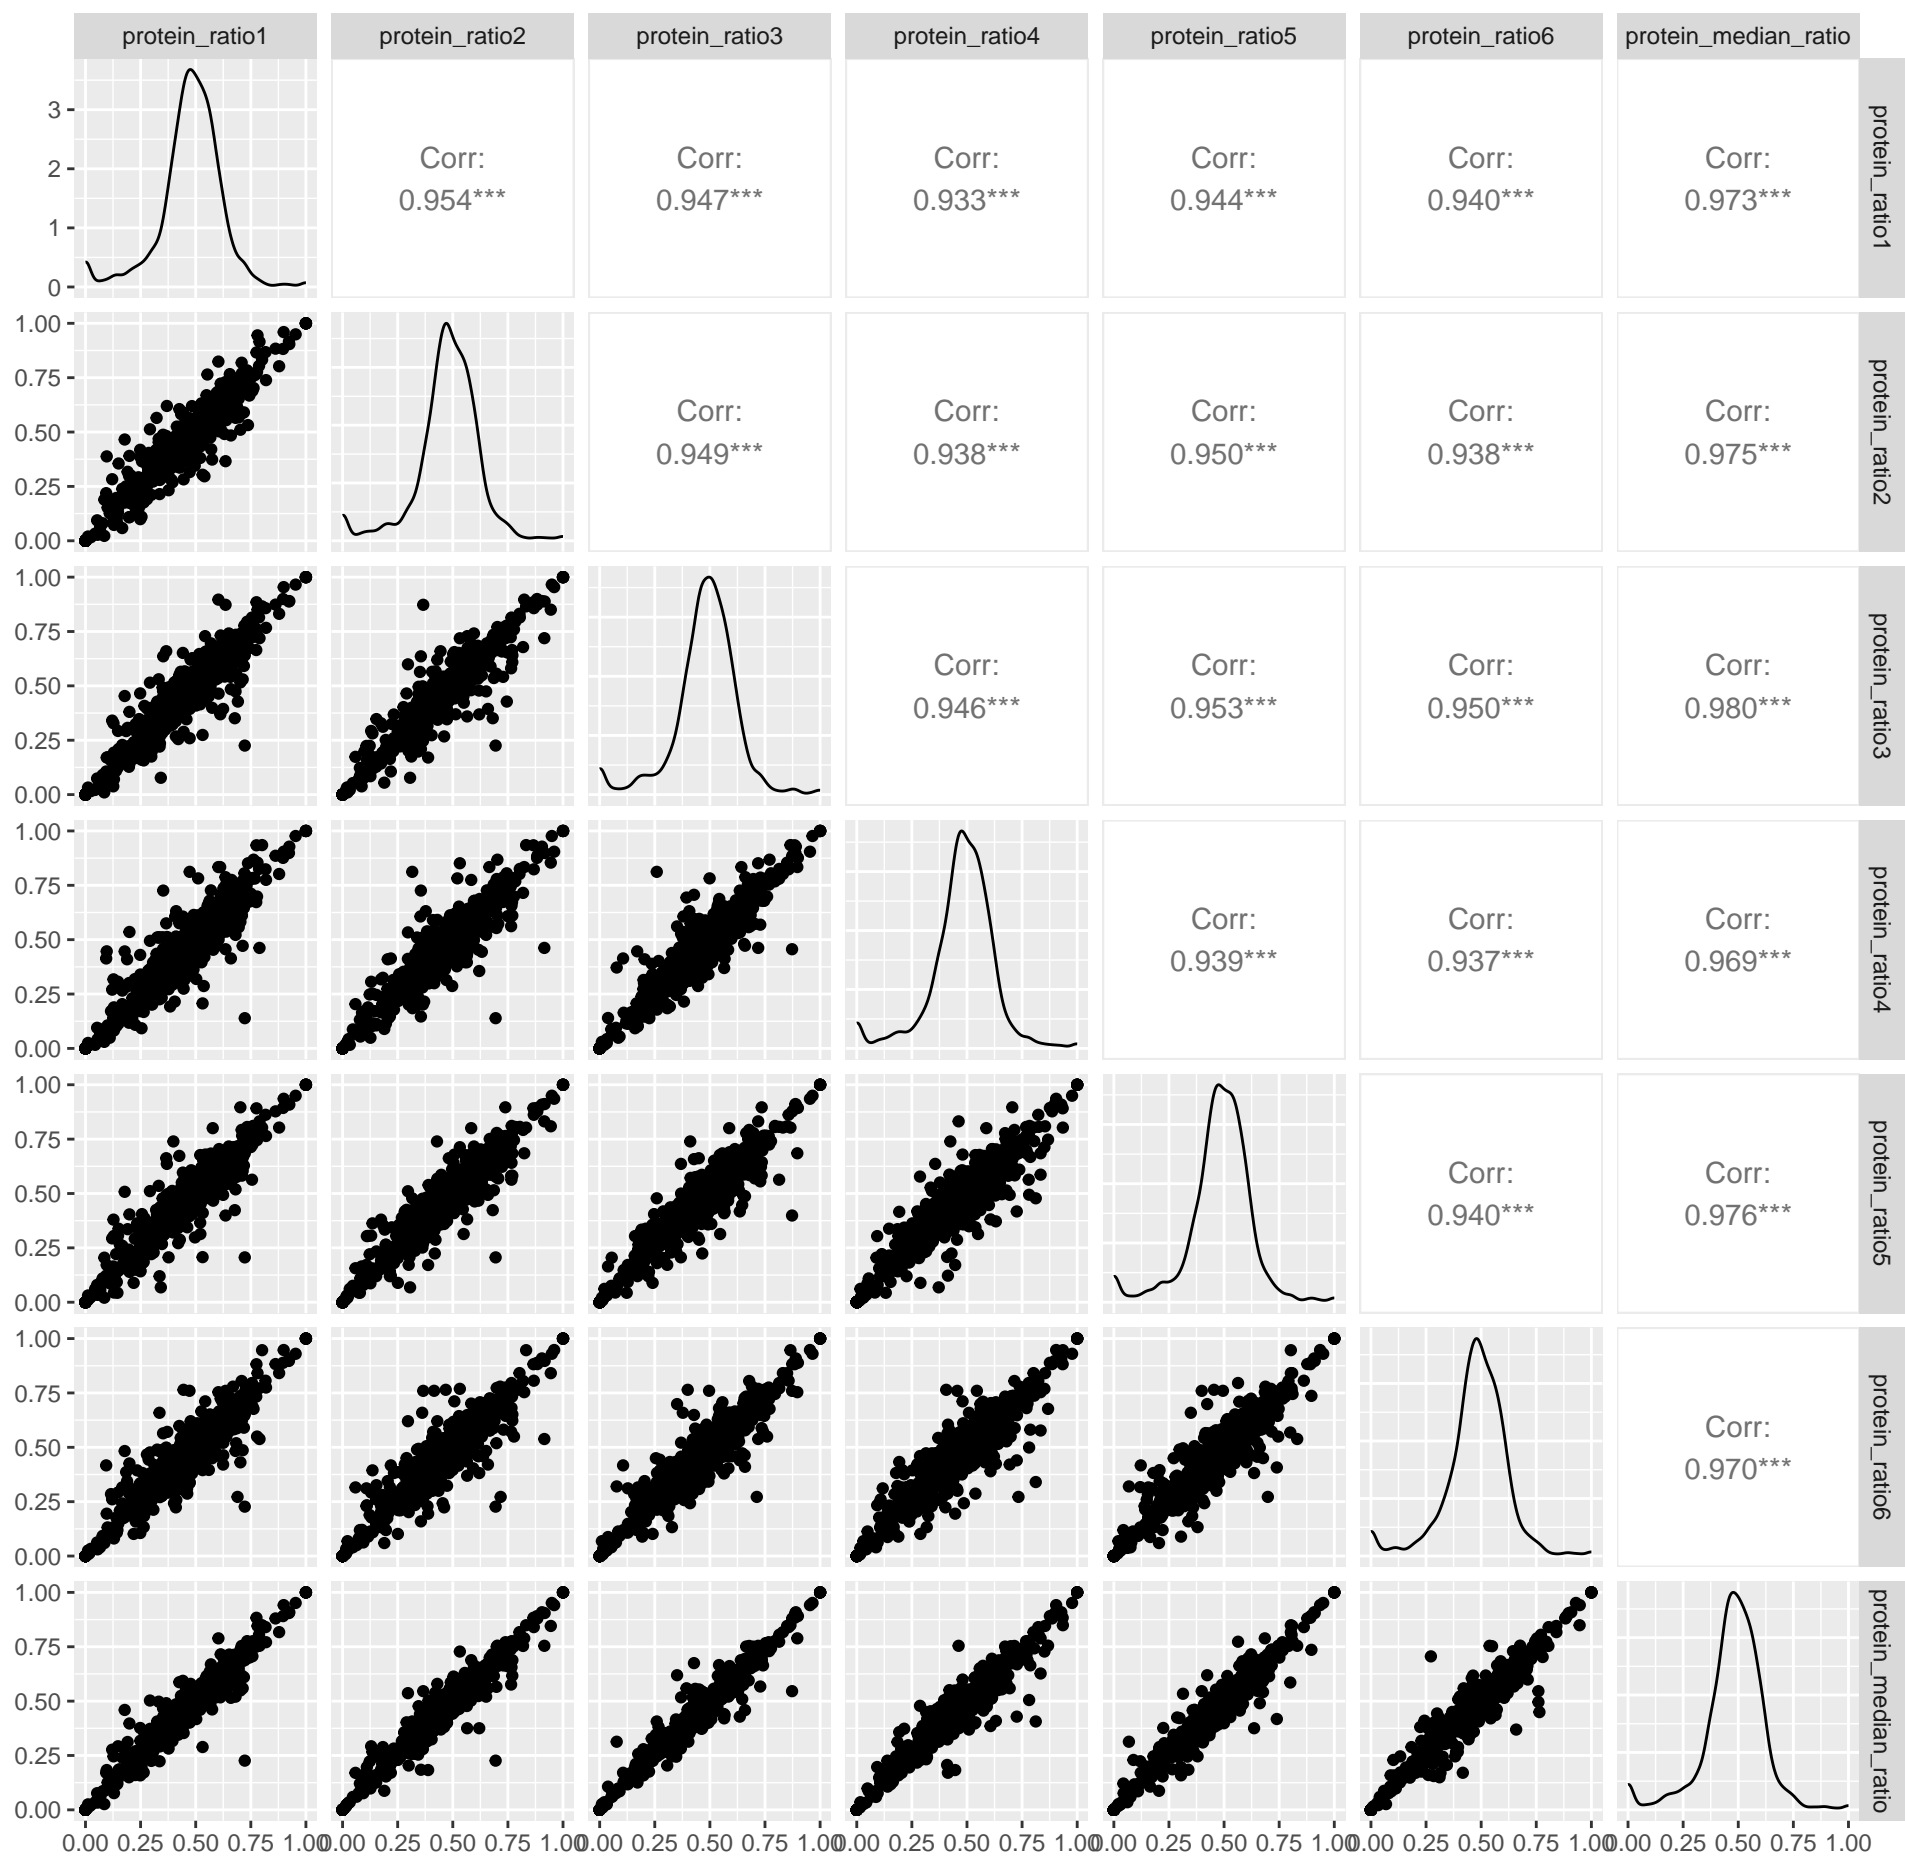 protein_ratio1 protein_ratio2 protein_ratio3 protein_ratio4 protein_ratio5 protein_ratio6 protein_median_ratio
3
2
1
0
Corr: Corr: Corr: Corr: Corr: Corr:
0.954*** 0.947*** 0.933*** 0.944*** 0.940*** 0.973***
protein_ratio1
1.00
0.75
0.50
0.25
0.00
Corr: Corr: Corr: Corr: Corr:
0.949*** 0.938*** 0.950*** 0.938*** 0.975***
protein_ratio2
1.00
0.75
0.50
0.25
0.00
Corr: Corr: Corr: Corr:
0.946*** 0.953*** 0.950*** 0.980***
protein_ratio3
1.00
0.75
0.50
0.25
0.00
Corr: Corr: Corr:
0.939*** 0.937*** 0.969***
protein_ratio4
1.00
0.75
0.50
0.25
0.00
Corr: Corr:
0.940*** 0.976***
protein_ratio5
1.00
0.75
0.50
0.25
0.00
Corr:
0.970***
protein_ratio6
1.00
0.75
0.50
0.25
0.00
protein_median_ratio
0.00 0.25 0.50 0.75 1.00 0.00 0.25 0.50 0.75 1.00 0.00 0.25 0.50 0.75 1.00 0.00 0.25 0.50 0.75 1.00 0.00 0.25 0.50 0.75 1.00 0.00 0.25 0.50 0.75 1.00 0.00 0.25 0.50 0.75 1.00